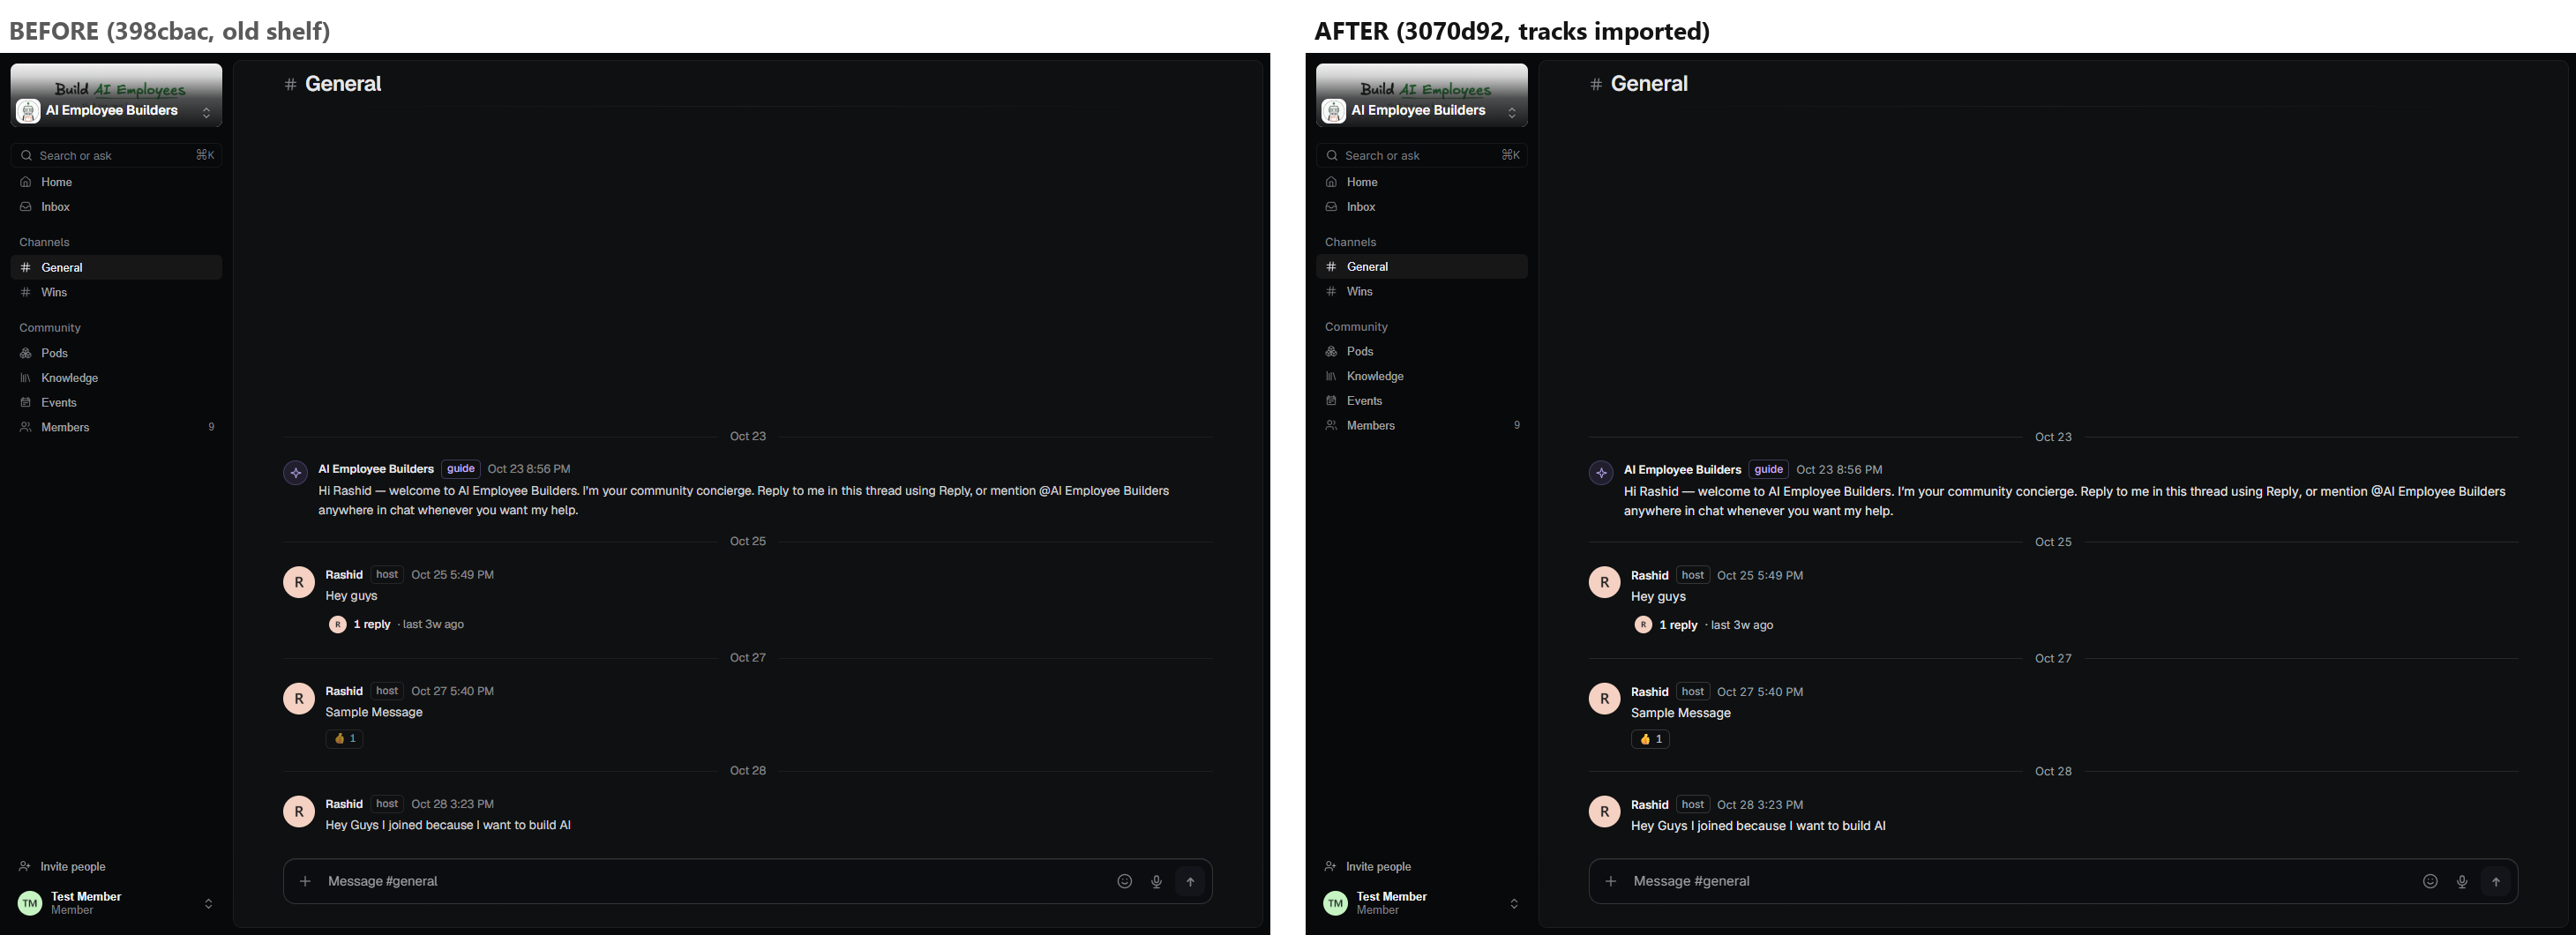 BEFORE (398cbac, old shelf)
Build AI Employees
AI Employee Builders
Search or ask ⌘K
Home
Inbox
Channels
# General
# Wins
Community
Pods
Knowledge
Events
Members 9
Invite people
TM Test Member
Member
# General
Oct 23
AI Employee Builders guide Oct 23 8:56 PM
Hi Rashid — welcome to AI Employee Builders. I'm your community concierge. Reply to me in this thread using Reply, or mention @AI Employee Builders
anywhere in chat whenever you want my help.
Oct 25
R Rashid host Oct 25 5:49 PM
Hey guys
R 1 reply · last 3w ago
Oct 27
R Rashid host Oct 27 5:40 PM
Sample Message
👍 1
Oct 28
R Rashid host Oct 28 3:23 PM
Hey Guys I joined because I want to build AI
Message #general
AFTER (3070d92, tracks imported)
Build AI Employees
AI Employee Builders
Search or ask ⌘K
Home
Inbox
Channels
# General
# Wins
Community
Pods
Knowledge
Events
Members 9
Invite people
TM Test Member
Member
# General
Oct 23
AI Employee Builders guide Oct 23 8:56 PM
Hi Rashid — welcome to AI Employee Builders. I'm your community concierge. Reply to me in this thread using Reply, or mention @AI Employee Builders
anywhere in chat whenever you want my help.
Oct 25
R Rashid host Oct 25 5:49 PM
Hey guys
R 1 reply · last 3w ago
Oct 27
R Rashid host Oct 27 5:40 PM
Sample Message
👍 1
Oct 28
R Rashid host Oct 28 3:23 PM
Hey Guys I joined because I want to build AI
Message #general